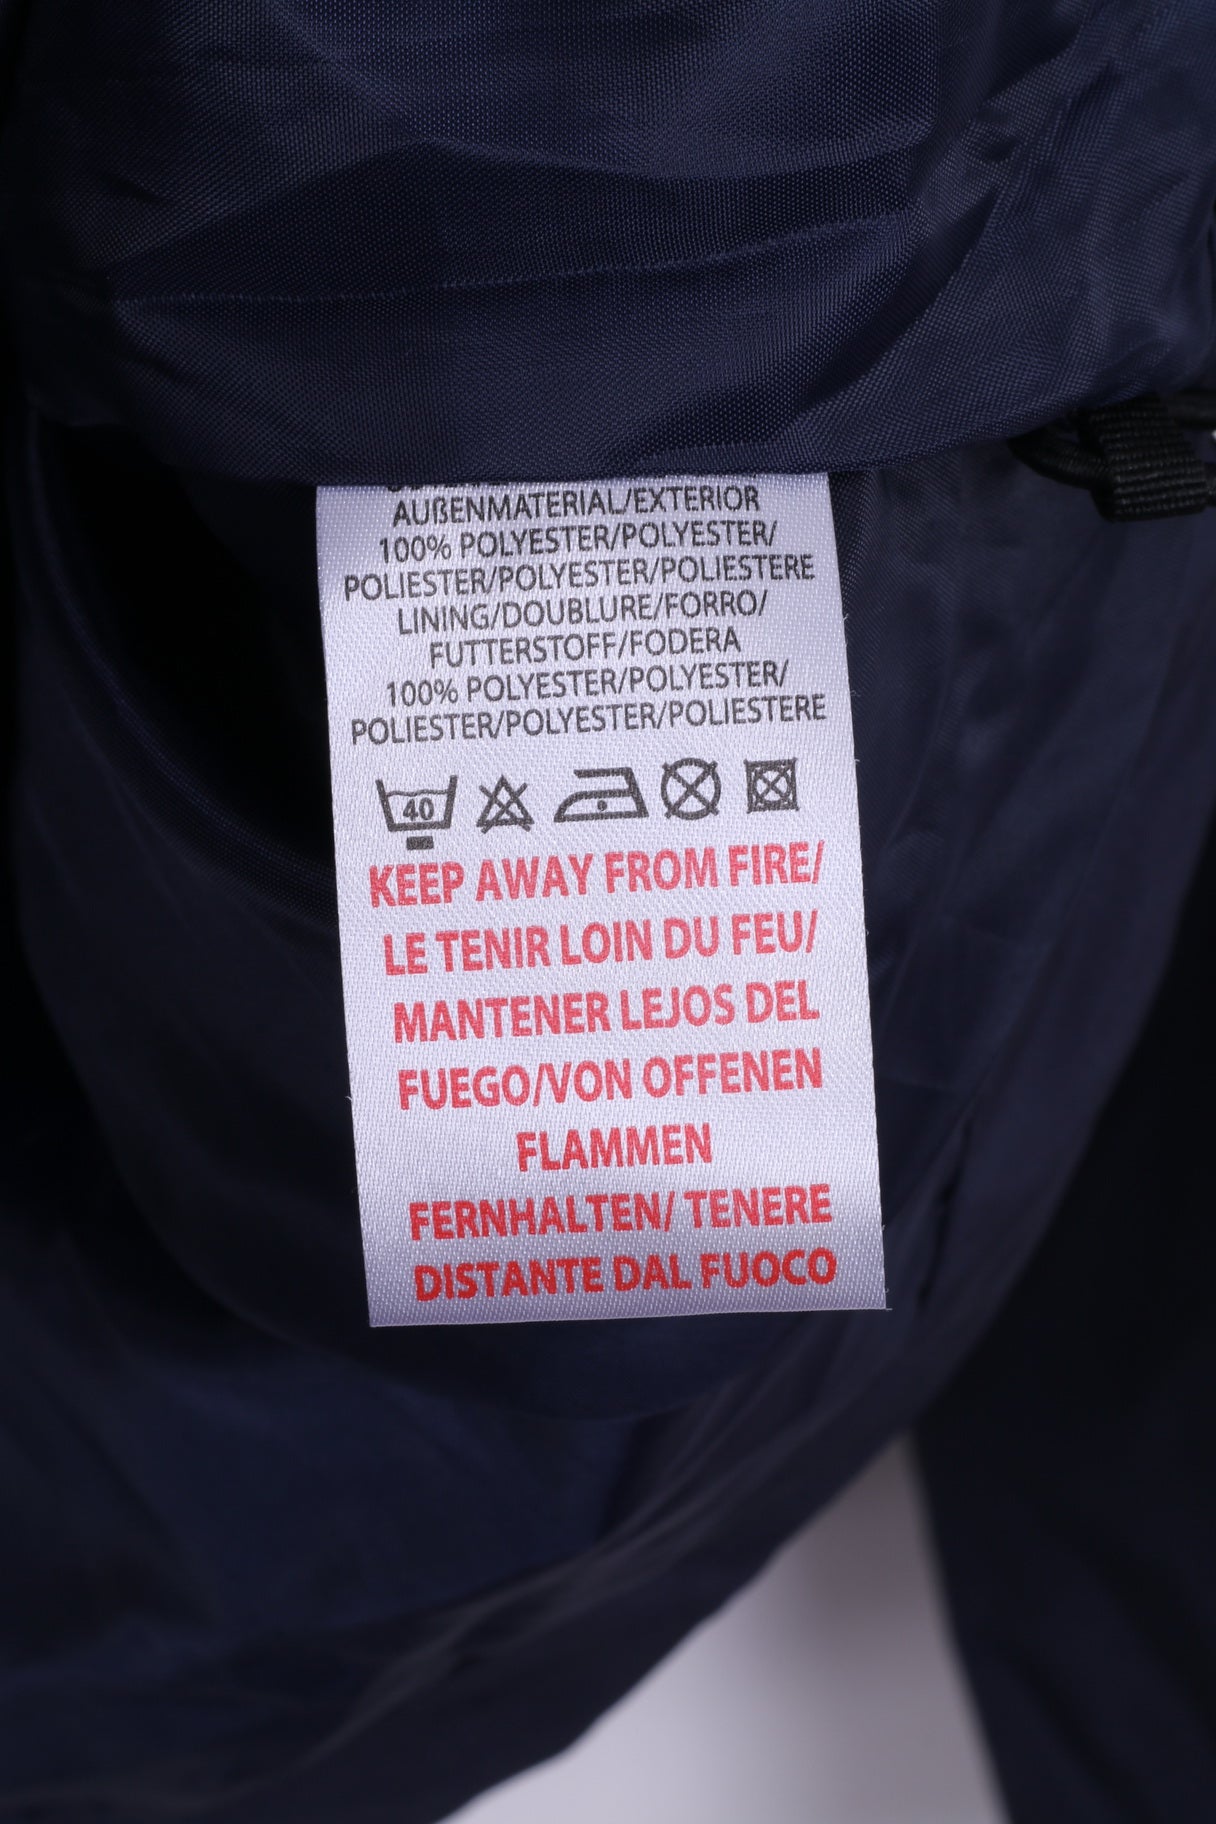 AUßENMATERIAL/EXTERIOR
100% POLYESTER/POLYESTER/
POLIESTER/POLYESTER/POLIESTERE
LINING/DOUBLURE/FORRO/
FUTTERSTOFF/FODERA
100% POLYESTER/POLYESTER/
POLIESTER/POLYESTER/POLIESTERE
40
KEEP AWAY FROM FIRE/
LE TENIR LOIN DU FEU/
MANTENER LEJOS DEL
FUEGO/VON OFFENEN
FLAMMEN
FERNHALTEN/ TENERE
DISTANTE DAL FUOCO